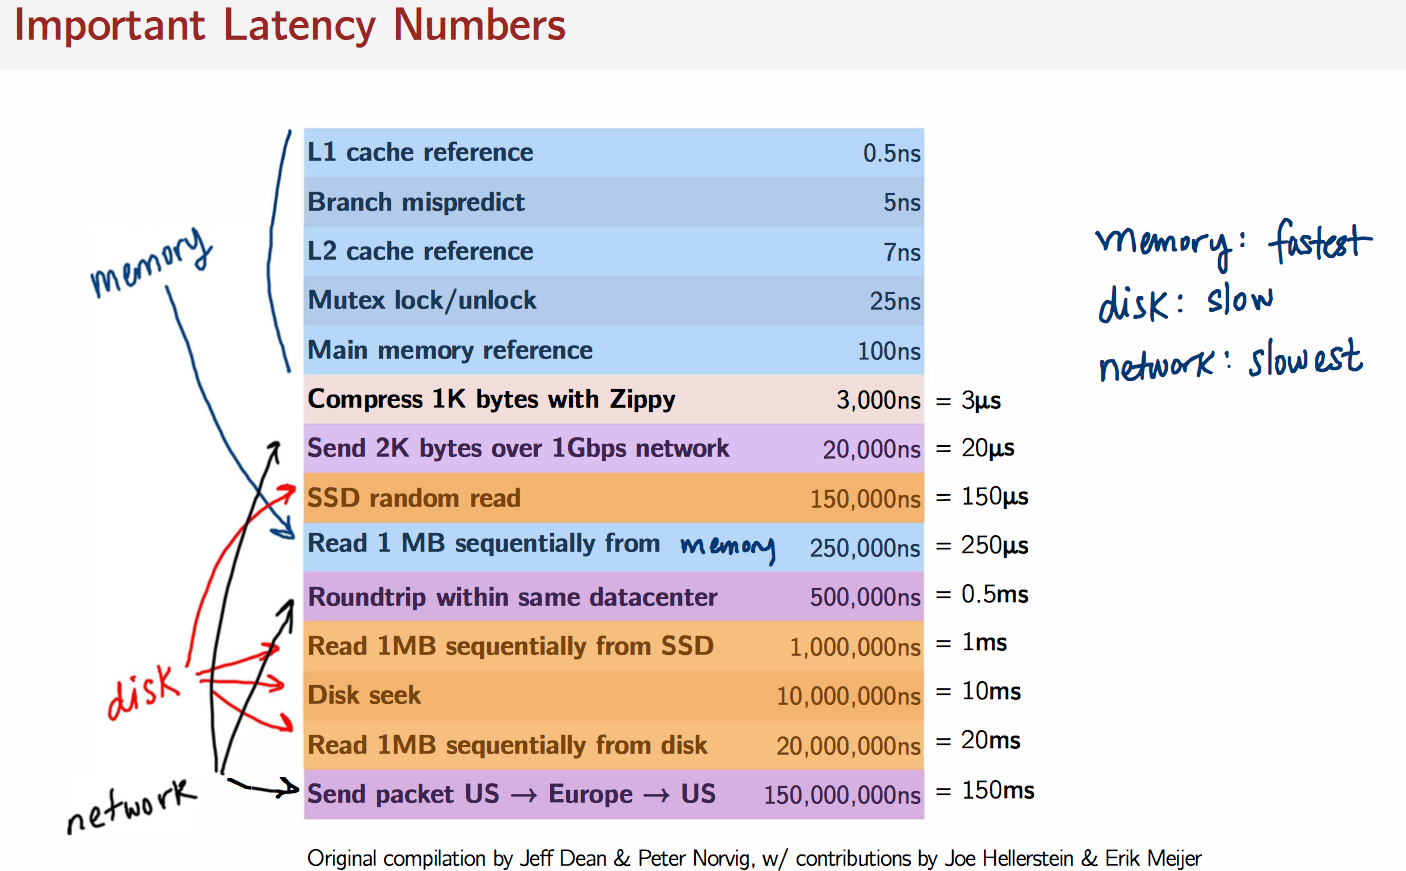 Important Latency Numbers
L1 cache reference 0.5ns
Branch mispredict 5ns
L2 cache reference 7ns
Mutex lock/unlock 25ns
Main memory reference 100ns
Compress 1K bytes with Zippy 3,000ns = 3μs
Send 2K bytes over 1Gbps network 20,000ns = 20μs
SSD random read 150,000ns = 150μs
Read 1 MB sequentially from memory 250,000ns = 250μs
Roundtrip within same datacenter 500,000ns = 0.5ms
Read 1MB sequentially from SSD 1,000,000ns = 1ms
Disk seek 10,000,000ns = 10ms
Read 1MB sequentially from disk 20,000,000ns = 20ms
Send packet US → Europe → US 150,000,000ns = 150ms
memory
disk
network
memory: fastest
disk: slow
network: slowest
Original compilation by Jeff Dean & Peter Norvig, w/ contributions by Joe Hellerstein & Erik Meijer